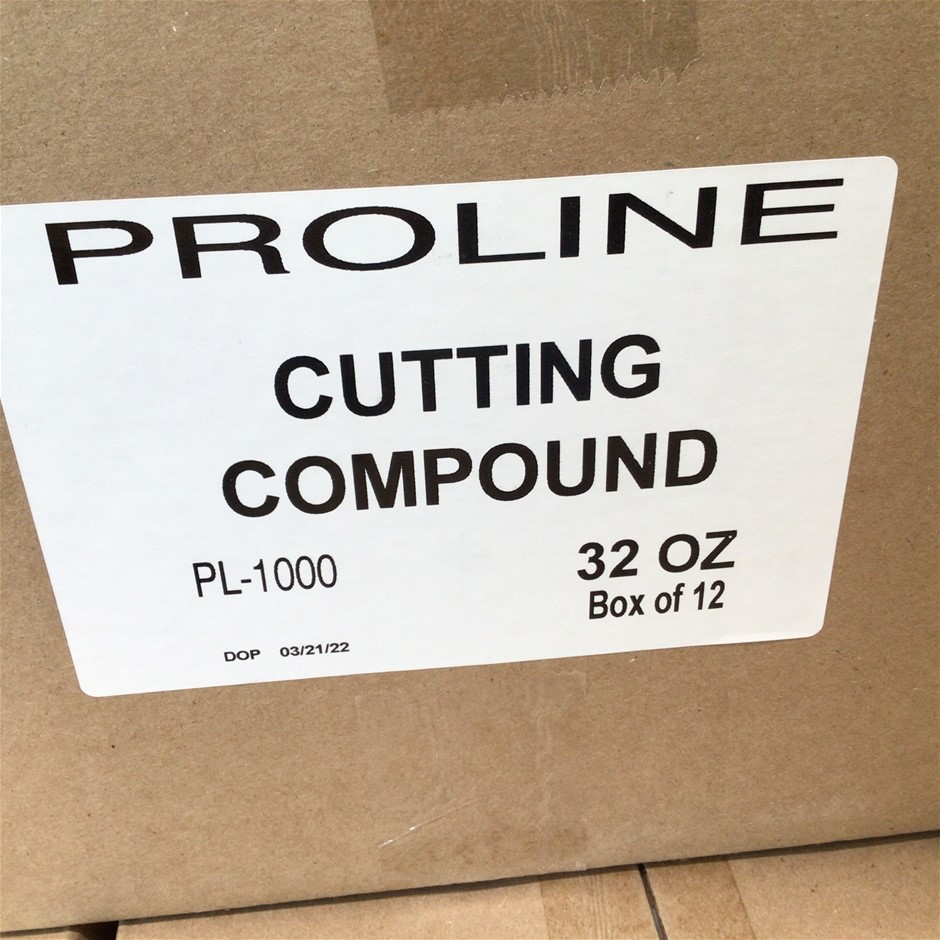 PROLINE
CUTTING
COMPOUND
PL-1000
32 OZ
Box of 12
DOP 03/21/22